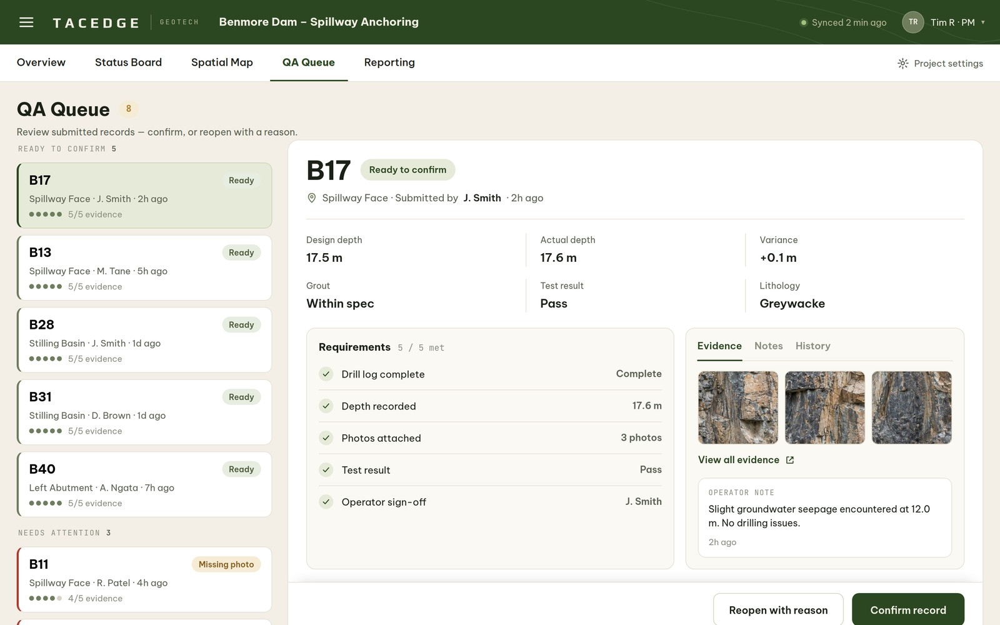 TACEDGE
GEOTECH
Benmore Dam – Spillway Anchoring
Synced 2 min ago
TR
Tim R · PM
Overview
Status Board
Spatial Map
QA Queue
Reporting
Project settings
QA Queue 8
Review submitted records — confirm, or reopen with a reason.
READY TO CONFIRM 5
B17
Ready
Spillway Face · J. Smith · 2h ago
5/5 evidence
B13
Ready
Spillway Face · M. Tane · 5h ago
5/5 evidence
B28
Ready
Stilling Basin · J. Smith · 1d ago
5/5 evidence
B31
Ready
Stilling Basin · D. Brown · 1d ago
5/5 evidence
B40
Ready
Left Abutment · A. Ngata · 7h ago
5/5 evidence
NEEDS ATTENTION 3
B11
Missing photo
Spillway Face · R. Patel · 4h ago
4/5 evidence
B17
Ready to confirm
Spillway Face · Submitted by J. Smith · 2h ago
Design depth
17.5 m
Actual depth
17.6 m
Variance
+0.1 m
Grout
Within spec
Test result
Pass
Lithology
Greywacke
Requirements 5 / 5 met
Drill log complete
Complete
Depth recorded
17.6 m
Photos attached
3 photos
Test result
Pass
Operator sign-off
J. Smith
Evidence
Notes
History
View all evidence
OPERATOR NOTE
Slight groundwater seepage encountered at 12.0
m. No drilling issues.
2h ago
Reopen with reason
Confirm record